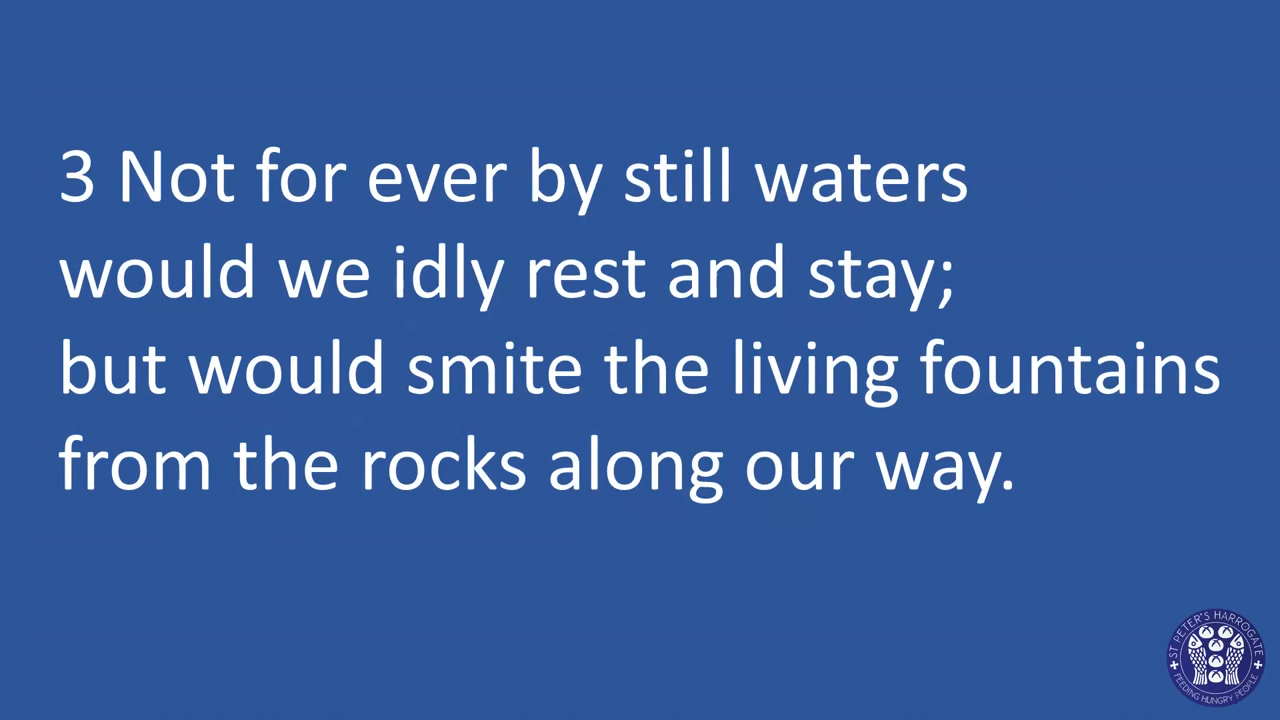 3 Not for ever by still waters
would we idly rest and stay;
but would smite the living fountains
from the rocks along our way.
ST PETER'S HARROGATE
FEEDING HUNGRY PEOPLE